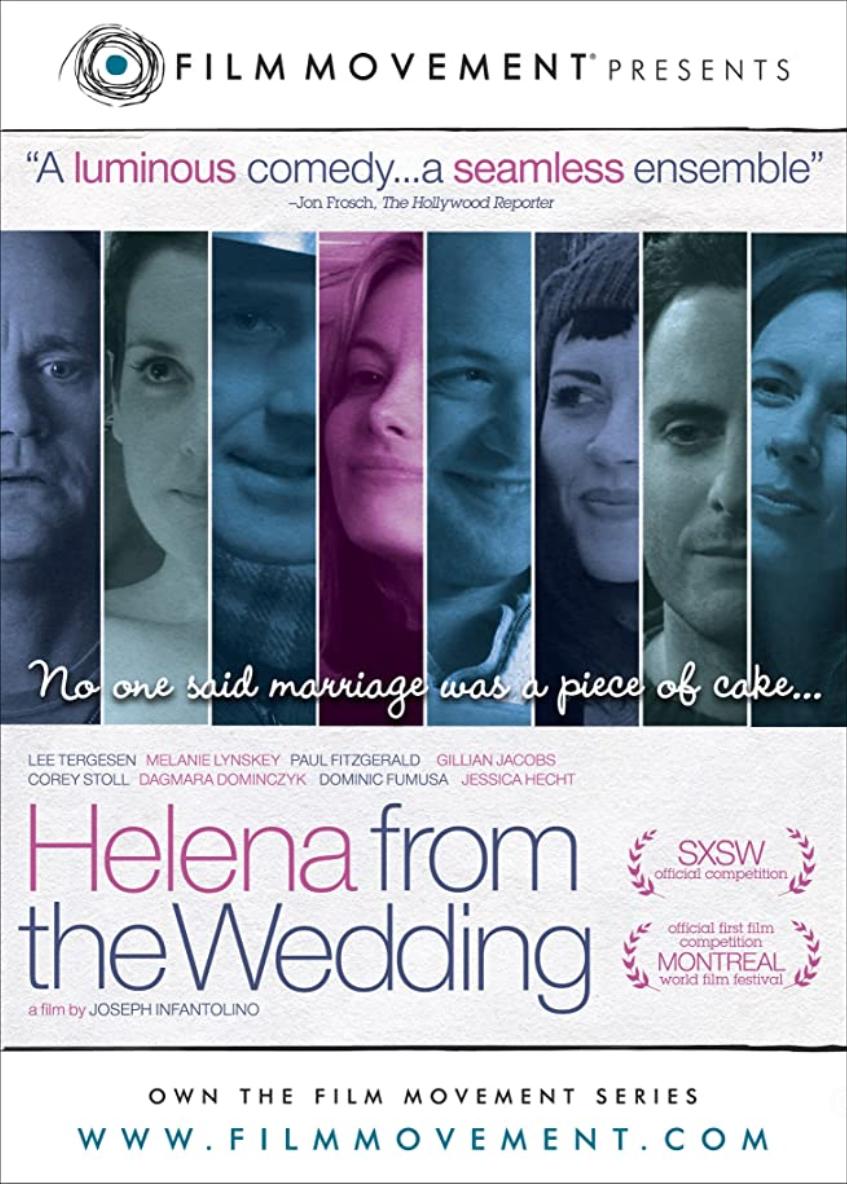 FILM MOVEMENT® PRESENTS
“A luminous comedy...a seamless ensemble”
–Jon Frosch, The Hollywood Reporter
No one said marriage was a piece of cake...
LEE TERGESEN MELANIE LYNSKEY PAUL FITZGERALD GILLIAN JACOBS
COREY STOLL DAGMARA DOMINCZYK DOMINIC FUMUSA JESSICA HECHT
Helena from
the Wedding
a film by JOSEPH INFANTOLINO
SXSW
official competition
official first film
competition
MONTREAL
world film festival
OWN THE FILM MOVEMENT SERIES
WWW.FILMMOVEMENT.COM